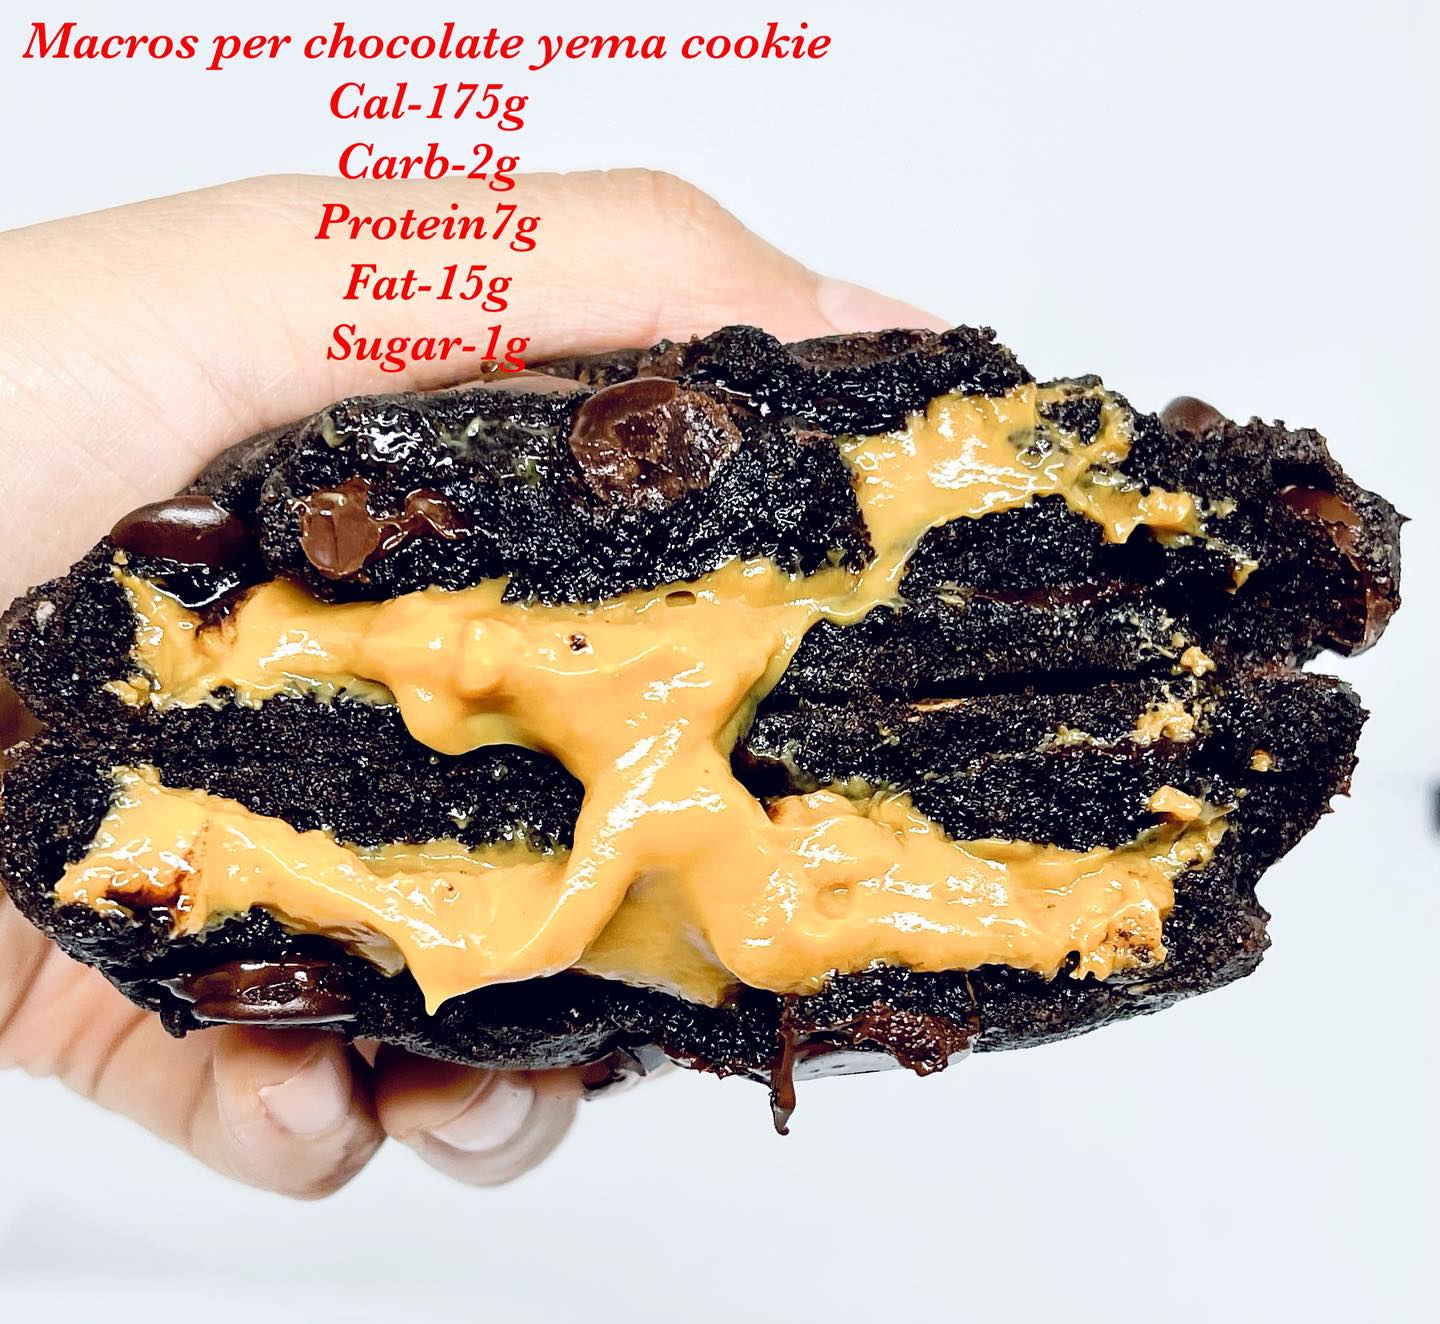 Macros per chocolate yema cookie
Cal-175g
Carb-2g
Protein7g
Fat-15g
Sugar-1g